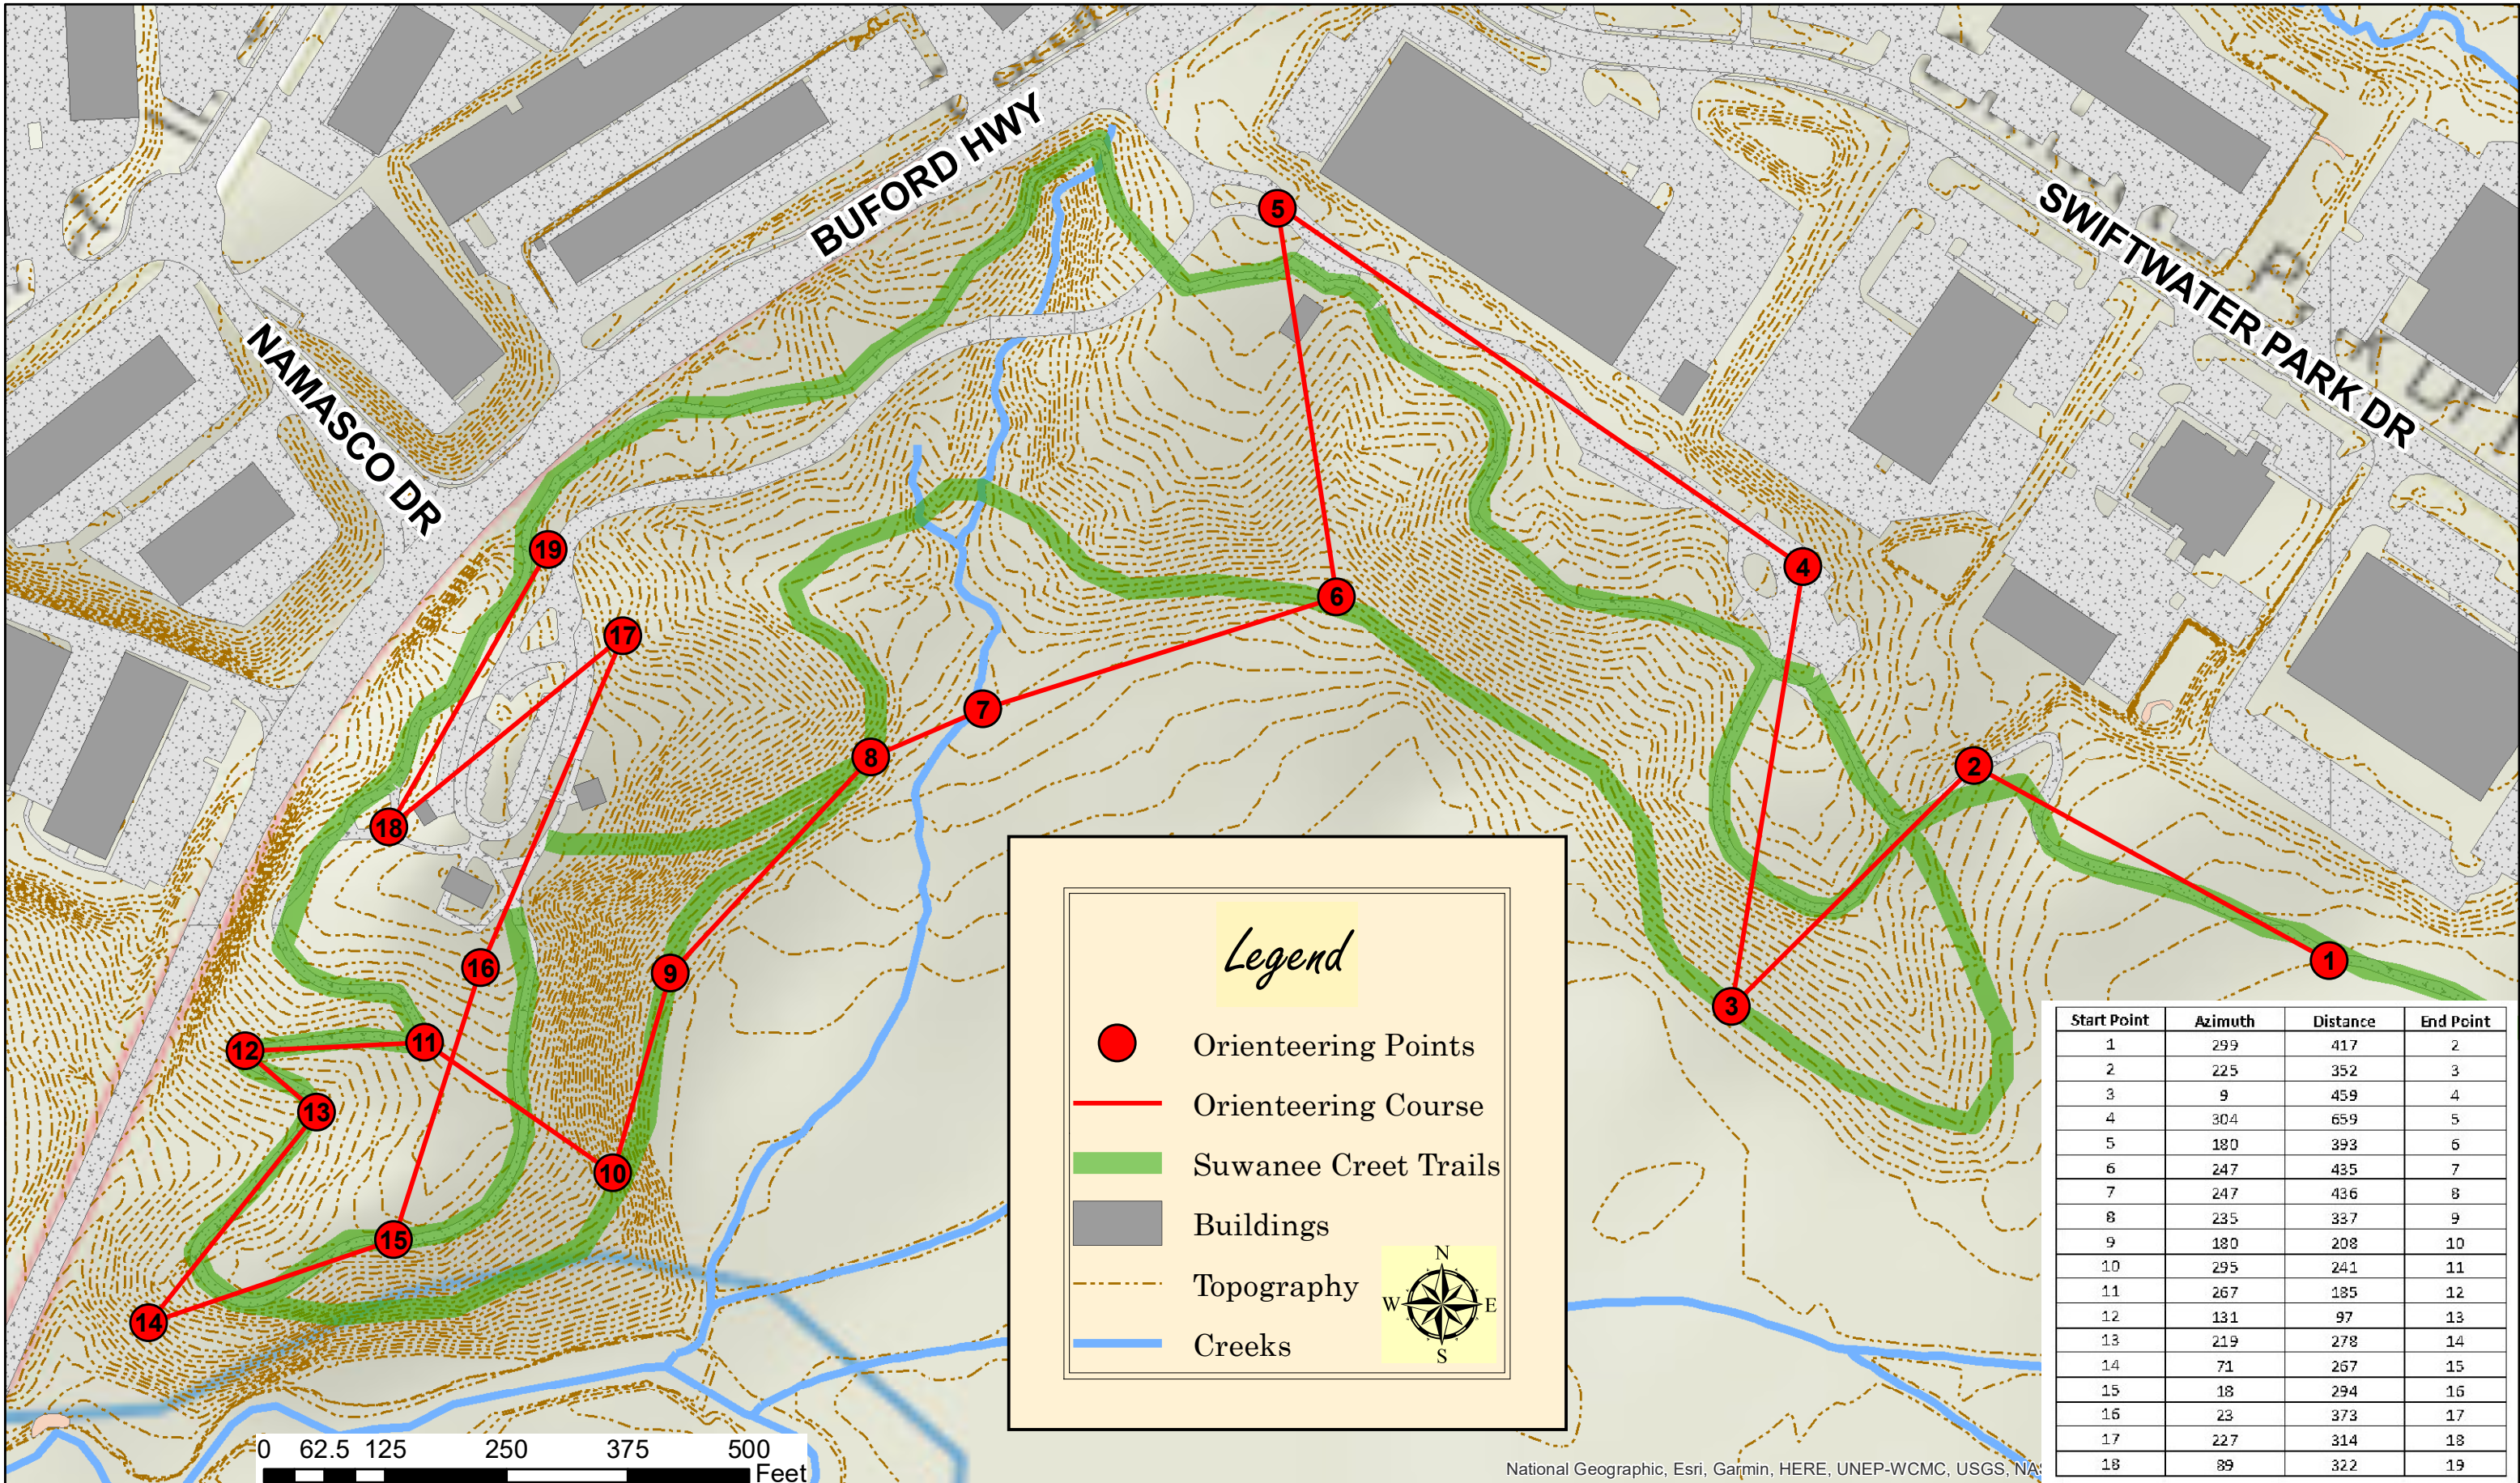 BUFORD HWY
SWIFTWATER PARK DR
NAMASCO DR
5
4
19
6
17
7
8
2
18
1
16
9
3
11
12
13
10
15
14
Legend
Orienteering Points
Orienteering Course
Suwanee Creet Trails
Buildings
Topography
Creeks
N
W E
S
Start Point Azimuth Distance End Point
1 299 417 2
2 225 352 3
3 9 459 4
4 304 659 5
5 180 393 6
6 247 435 7
7 247 436 8
8 235 337 9
9 180 208 10
10 295 241 11
11 267 185 12
12 131 97 13
13 219 278 14
14 71 267 15
15 18 294 16
16 23 373 17
17 227 314 18
18 89 322 19
0 62.5 125 250 375 500
Feet
National Geographic, Esri, Garmin, HERE, UNEP-WCMC, USGS, NA